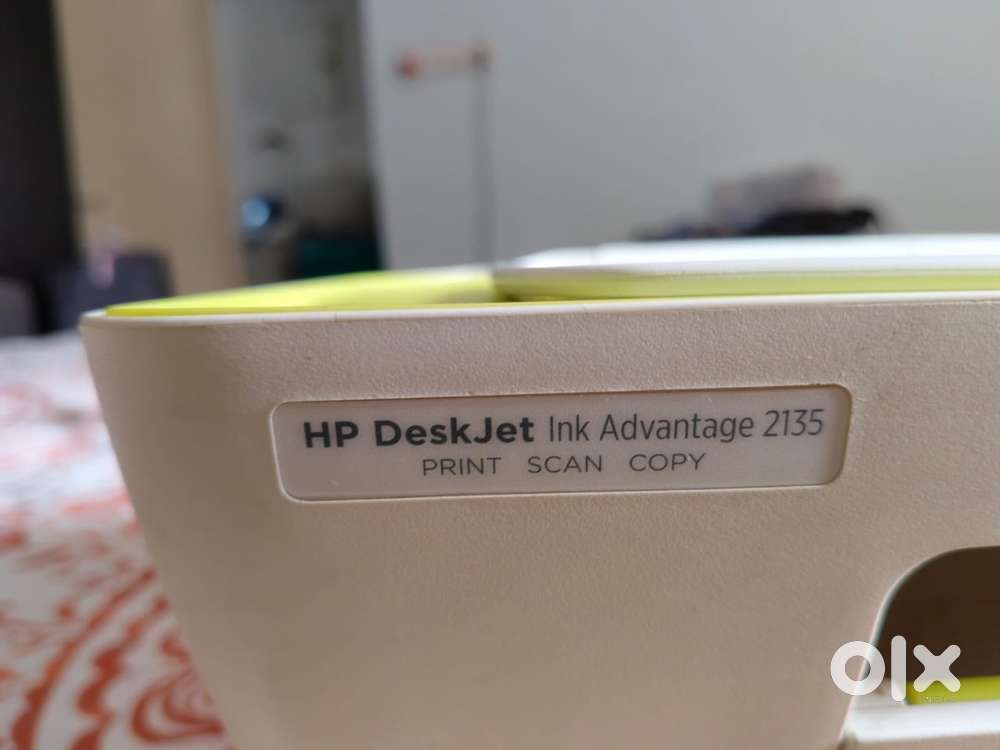 HP DeskJet Ink Advantage 2135
PRINT SCAN COPY
olx